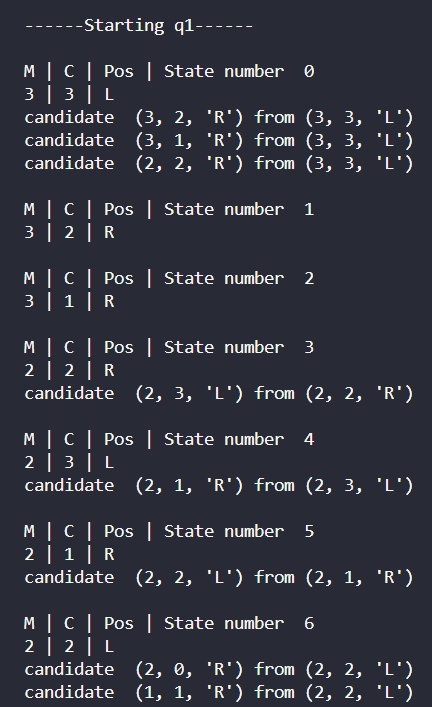 ------Starting q1------
M | C | Pos | State number  0
3 | 3 | L
candidate  (3, 2, 'R') from (3, 3, 'L')
candidate  (3, 1, 'R') from (3, 3, 'L')
candidate  (2, 2, 'R') from (3, 3, 'L')
M | C | Pos | State number  1
3 | 2 | R
M | C | Pos | State number  2
3 | 1 | R
M | C | Pos | State number  3
2 | 2 | R
candidate  (2, 3, 'L') from (2, 2, 'R')
M | C | Pos | State number  4
2 | 3 | L
candidate  (2, 1, 'R') from (2, 3, 'L')
M | C | Pos | State number  5
2 | 1 | R
candidate  (2, 2, 'L') from (2, 1, 'R')
M | C | Pos | State number  6
2 | 2 | L
candidate  (2, 0, 'R') from (2, 2, 'L')
candidate  (1, 1, 'R') from (2, 2, 'L')